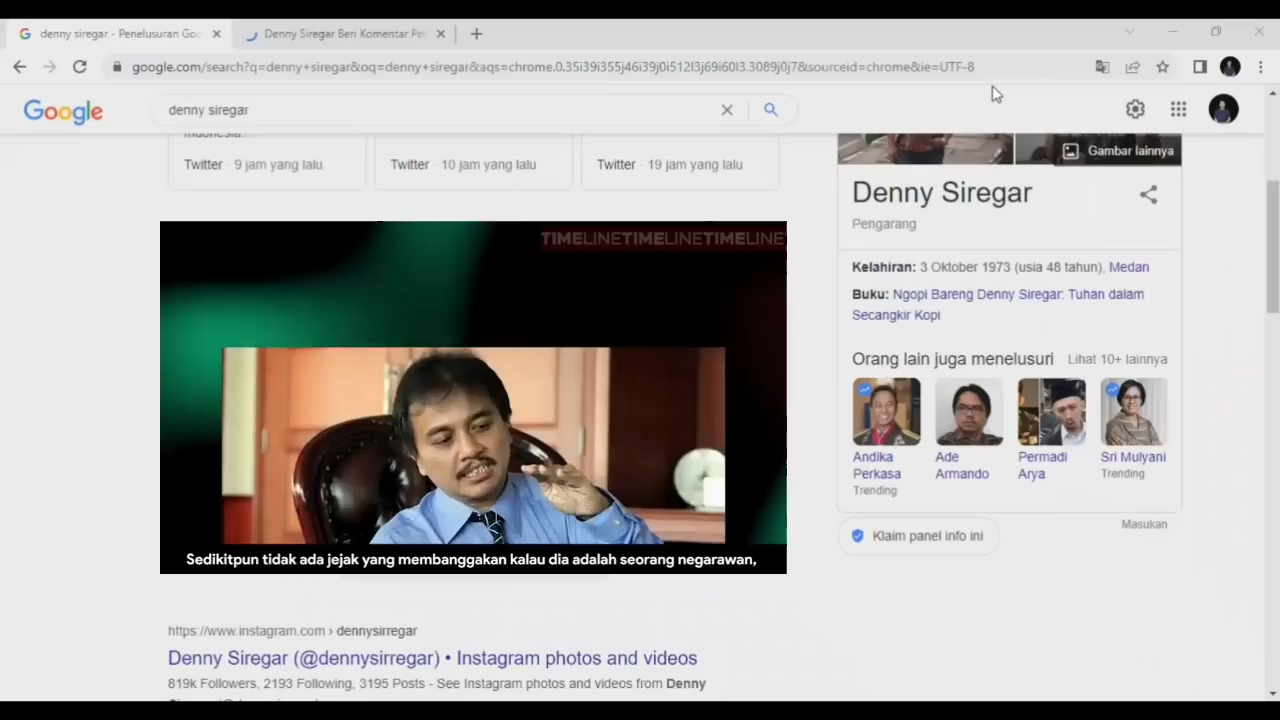 denny siregar - Penelusuran Goo
Denny Siregar Beri Komentar Pe
google.com/search?q=denny+siregar&oq=denny+siregar&aqs=chrome.0.35i39i355j46i39j0i512l3j69i60l3.3089j0j7&sourceid=chrome&ie=UTF-8
Google
denny siregar
Indonesia.
Twitter · 9 jam yang lalu
Twitter · 10 jam yang lalu
Twitter · 19 jam yang lalu
Gambar lainnya
Denny Siregar
Pengarang
Kelahiran: 3 Oktober 1973 (usia 48 tahun), Medan
Buku: Ngopi Bareng Denny Siregar: Tuhan dalam
Secangkir Kopi
Orang lain juga menelusuri
Lihat 10+ lainnya
Andika
Perkasa
Trending
Ade
Armando
Permadi
Arya
Sri Mulyani
Trending
Masukan
Klaim panel info ini
TIMELINETIMELINETIMELINE
Sedikitpun tidak ada jejak yang membanggakan kalau dia adalah seorang negarawan,
https://www.instagram.com › dennysirregar
Denny Siregar (@dennysirregar) • Instagram photos and videos
819k Followers, 2193 Following, 3195 Posts - See Instagram photos and videos from Denny